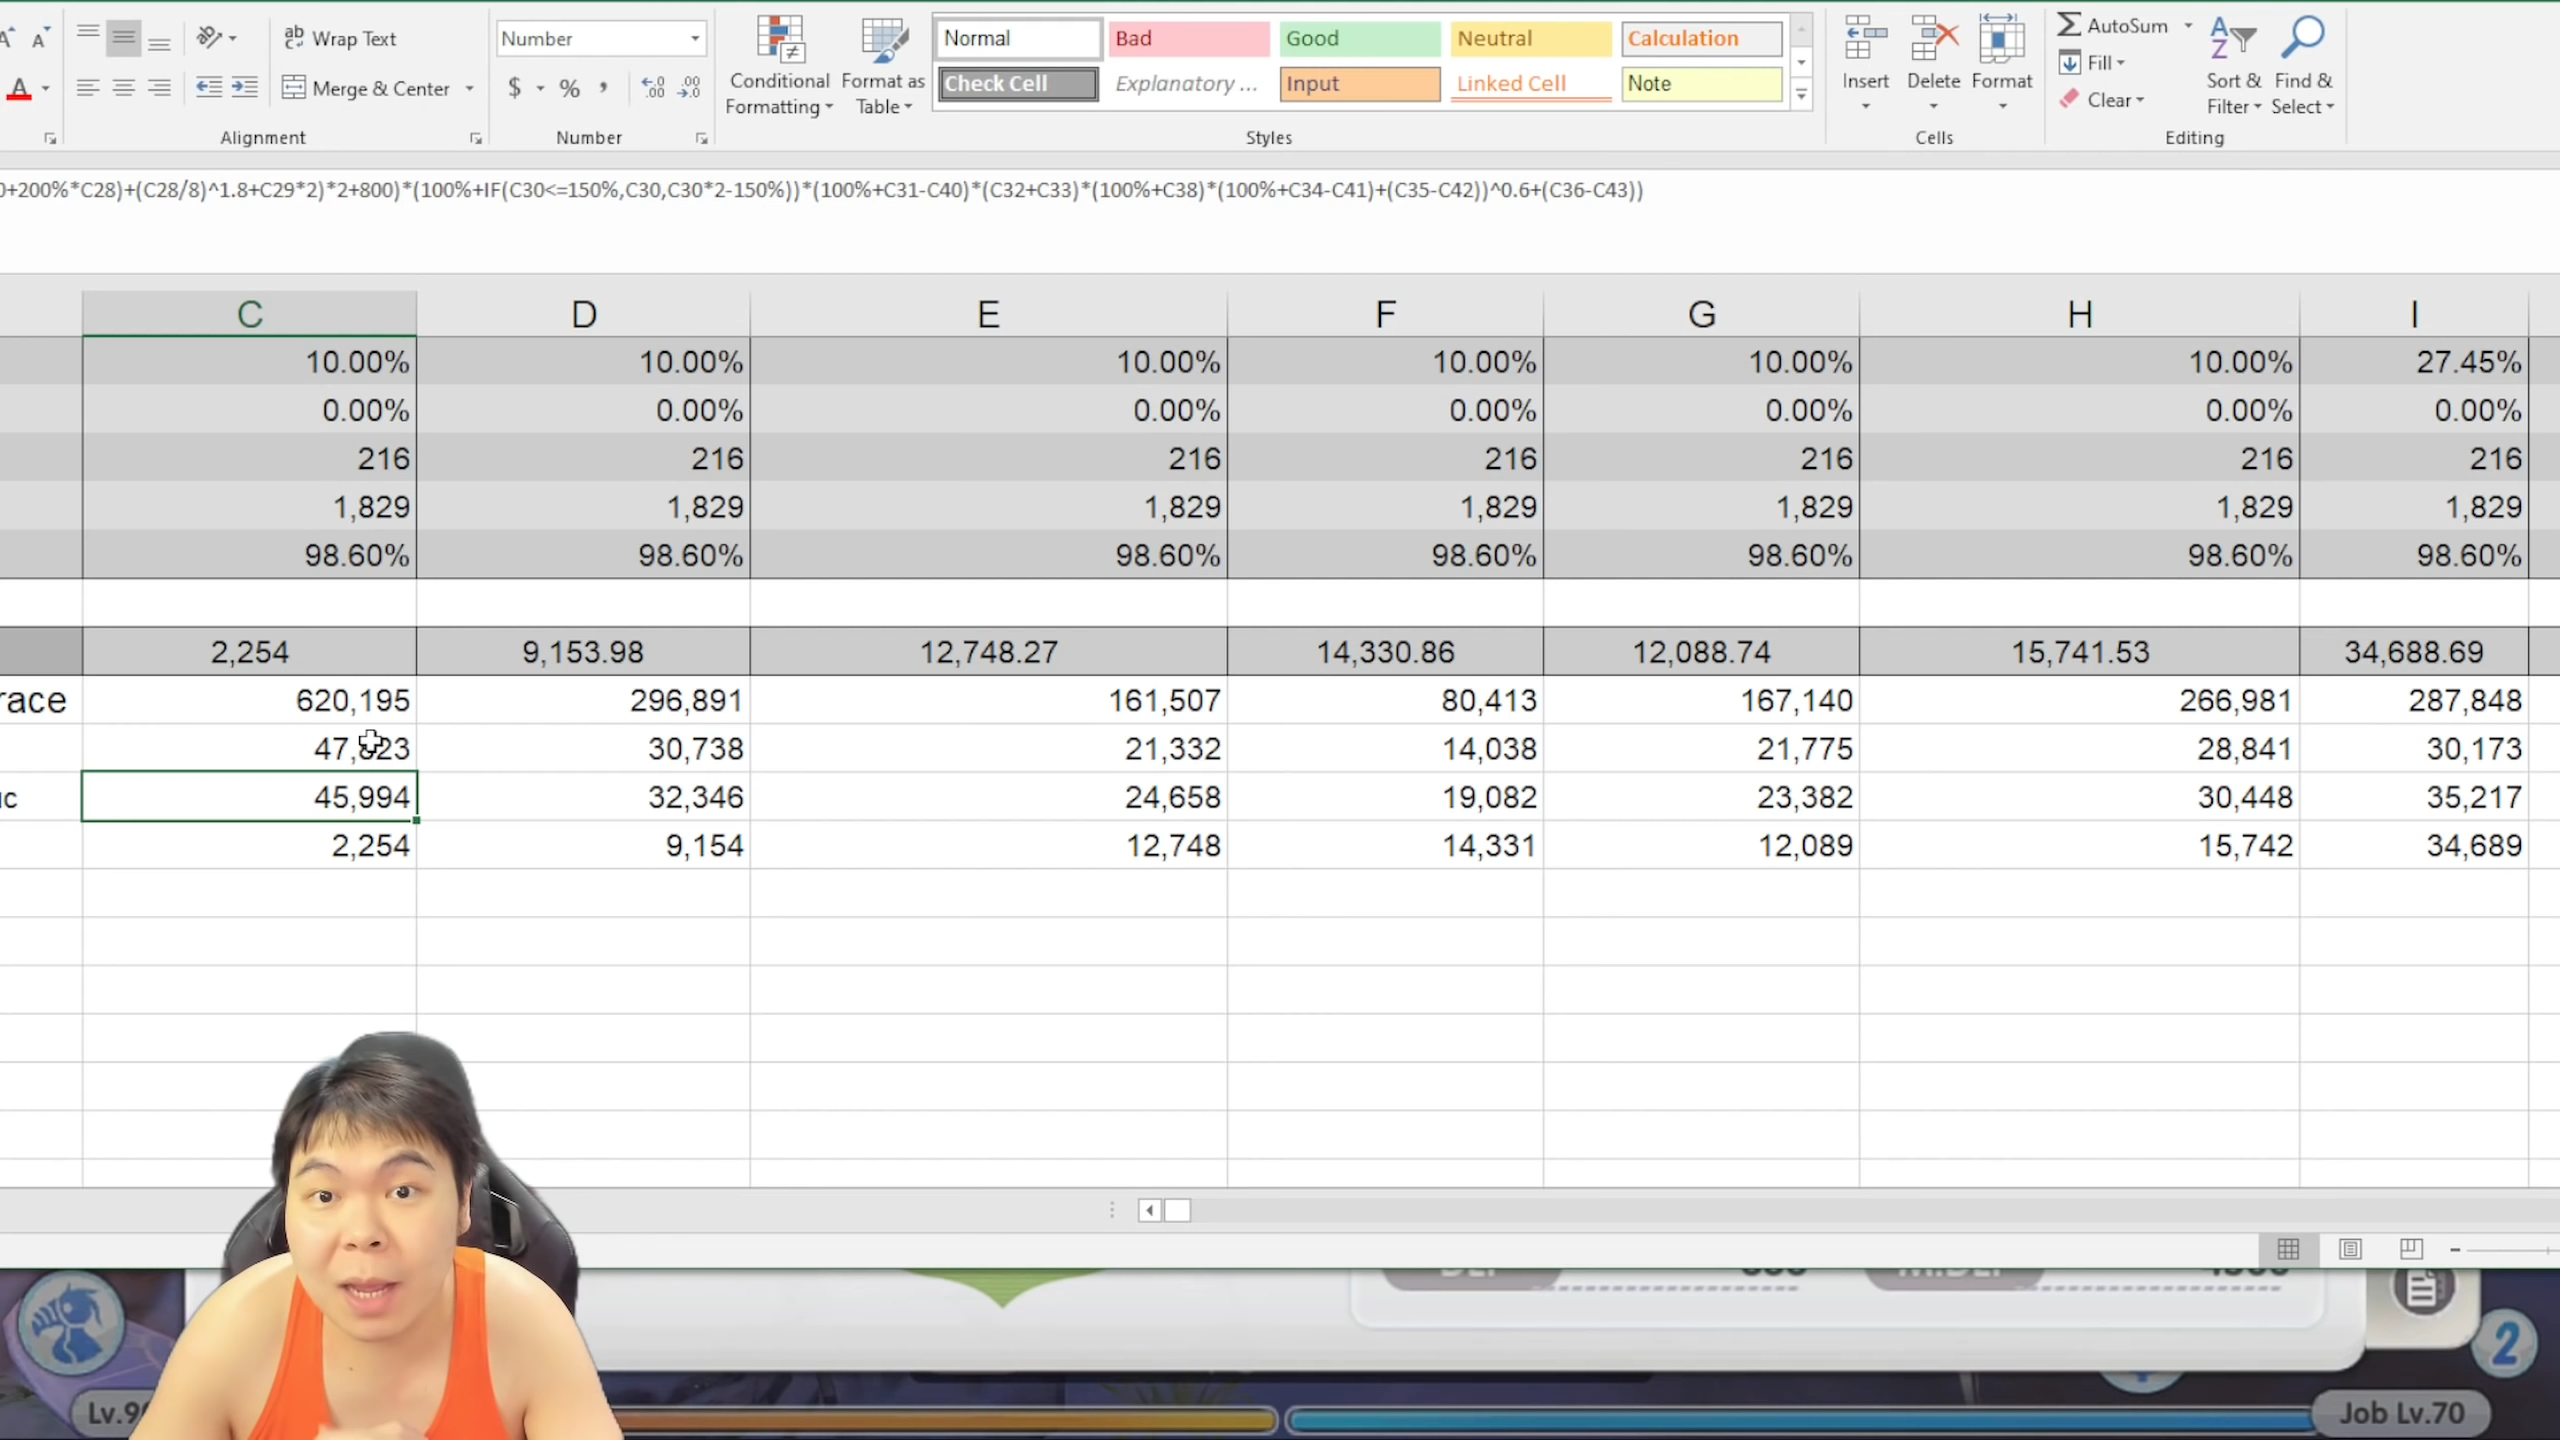 Wrap Text
Merge & Center
Alignment
Number
$ % ,
Number
Conditional Formatting
Format as Table
Normal Bad Good Neutral Calculation
Check Cell Explanatory ... Input Linked Cell Note
Styles
Insert Delete Format
Cells
AutoSum
Fill
Clear
Sort & Filter
Find & Select
Editing
0+200%*C28)+(C28/8)^1.8+C29*2)*2+800)*(100%+IF(C30<=150%,C30,C30*2-150%))*(100%+C31-C40)*(C32+C33)*(100%+C38)*(100%+C34-C41)+(C35-C42))^0.6+(C36-C43))
C D E F G H I
10.00% 10.00% 10.00% 10.00% 10.00% 10.00% 27.45%
0.00% 0.00% 0.00% 0.00% 0.00% 0.00% 0.00%
216 216 216 216 216 216 216
1,829 1,829 1,829 1,829 1,829 1,829 1,829
98.60% 98.60% 98.60% 98.60% 98.60% 98.60% 98.60%
2,254 9,153.98 12,748.27 14,330.86 12,088.74 15,741.53 34,688.69
race 620,195 296,891 161,507 80,413 167,140 266,981 287,848
47,823 30,738 21,332 14,038 21,775 28,841 30,173
45,994 32,346 24,658 19,082 23,382 30,448 35,217
2,254 9,154 12,748 14,331 12,089 15,742 34,689
2
Job Lv.70